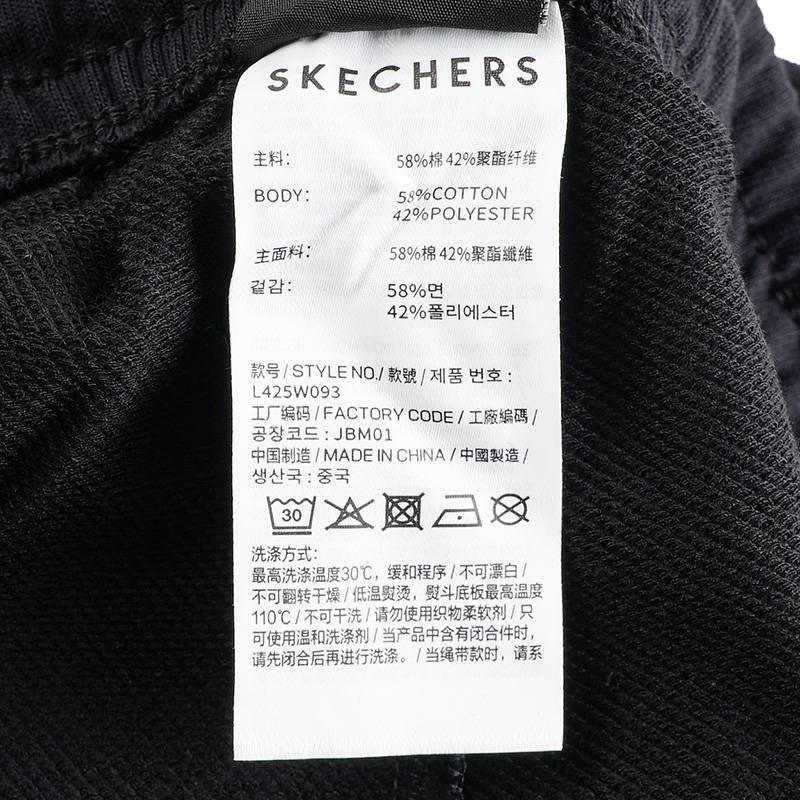 SKECHERS
主料: 58%棉 42%聚酯纤维
BODY: 58%COTTON
42%POLYESTER
主面料: 58%棉 42%聚酯纖維
겉감: 58%면
42%폴리에스터
款号 / STYLE NO./ 款號 / 제품 번호 :
L425W093
工厂编码 / FACTORY CODE / 工廠編碼 /
공장코드 : JBM01
中国制造 / MADE IN CHINA / 中國製造 /
생산국 : 중국
30
洗涤方式:
最高洗涤温度30℃, 缓和程序 / 不可漂白 /
不可翻转干燥 / 低温熨烫, 熨斗底板最高温度
110℃ / 不可干洗 / 请勿使用织物柔软剂 / 只
可使用温和洗涤剂 / 当产品中含有闭合件时,
请先闭合后再进行洗涤。 / 当绳带款时, 请系